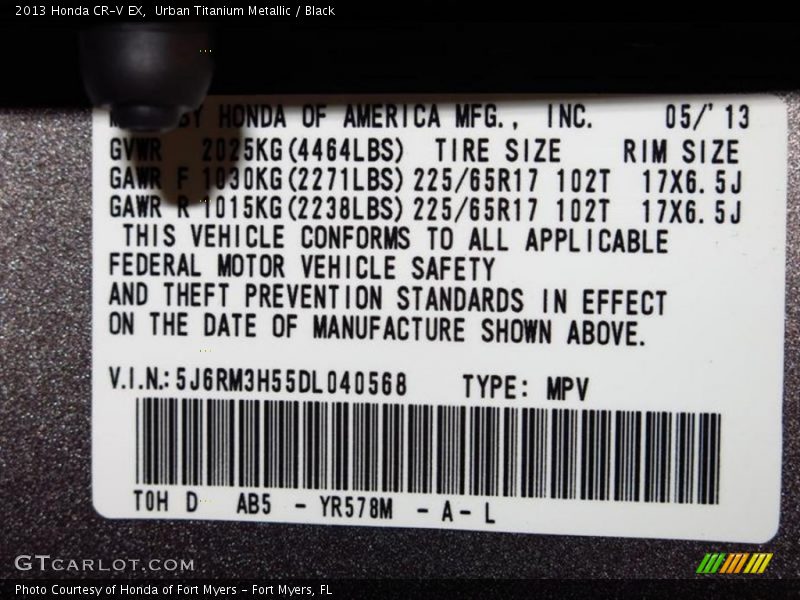 2013 Honda CR-V EX, Urban Titanium Metallic / Black
BY HONDA OF AMERICA MFG., INC. 05/'13
GVWR 2025KG(4464LBS) TIRE SIZE RIM SIZE
GAWR F 1030KG(2271LBS) 225/65R17 102T 17X6.5J
GAWR R 1015KG(2238LBS) 225/65R17 102T 17X6.5J
THIS VEHICLE CONFORMS TO ALL APPLICABLE
FEDERAL MOTOR VEHICLE SAFETY
AND THEFT PREVENTION STANDARDS IN EFFECT
ON THE DATE OF MANUFACTURE SHOWN ABOVE.
V.I.N.: 5J6RM3H55DL040568 TYPE: MPV
T0H D AB5 - YR578M - A - L
GTCARLOT.COM
Photo Courtesy of Honda of Fort Myers - Fort Myers, FL